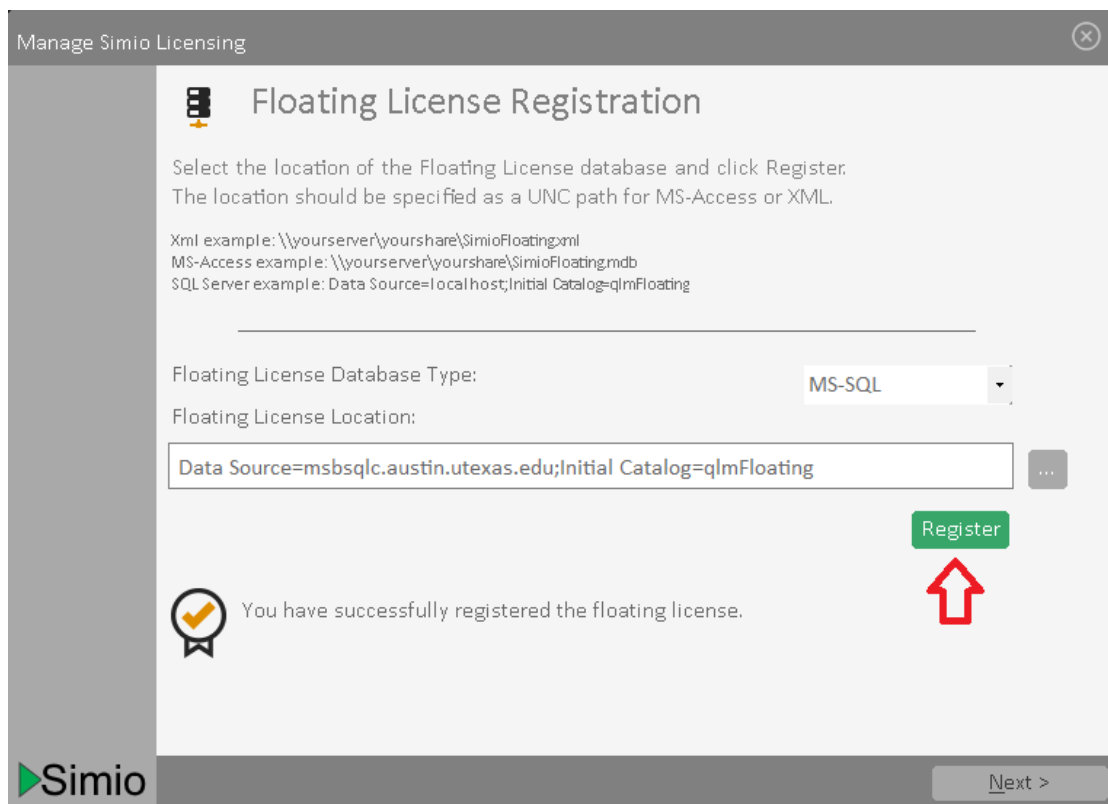 Manage Simio Licensing
Floating License Registration
Select the location of the Floating License database and click Register.
The location should be specified as a UNC path for MS-Access or XML.
Xml example: \\yourserver\yourshare\SimioFloating.xml
MS-Access example: \\yourserver\yourshare\SimioFloating.mdb
SQL Server example: Data Source=localhost;Initial Catalog=qlmFloating
Floating License Database Type:
MS-SQL
Floating License Location:
Data Source=msbsqlc.austin.utexas.edu;Initial Catalog=qlmFloating
...
Register
You have successfully registered the floating license.
Simio
Next >